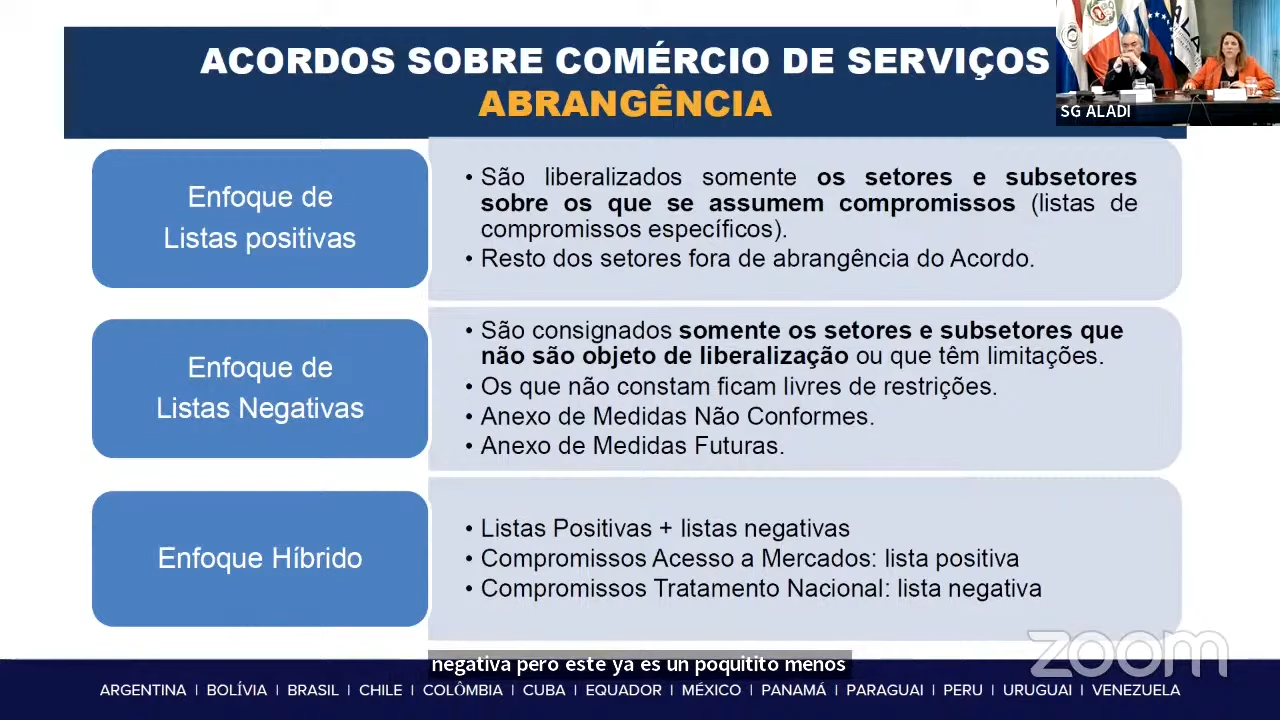 ACORDOS SOBRE COMÉRCIO DE SERVIÇOS
ABRANGÊNCIA
SG ALADI
Enfoque de
Listas positivas
• São liberalizados somente os setores e subsetores
sobre os que se assumem compromissos (listas de
compromissos específicos).
• Resto dos setores fora de abrangência do Acordo.
Enfoque de
Listas Negativas
• São consignados somente os setores e subsetores que
não são objeto de liberalização ou que têm limitações.
• Os que não constam ficam livres de restrições.
• Anexo de Medidas Não Conformes.
• Anexo de Medidas Futuras.
Enfoque Híbrido
• Listas Positivas + listas negativas
• Compromissos Acesso a Mercados: lista positiva
• Compromissos Tratamento Nacional: lista negativa
zoom
negativa pero este ya es un poquitito menos
ARGENTINA | BOLÍVIA | BRASIL | CHILE | COLÔMBIA | CUBA | EQUADOR | MÉXICO | PANAMÁ | PARAGUAI | PERU | URUGUAI | VENEZUELA